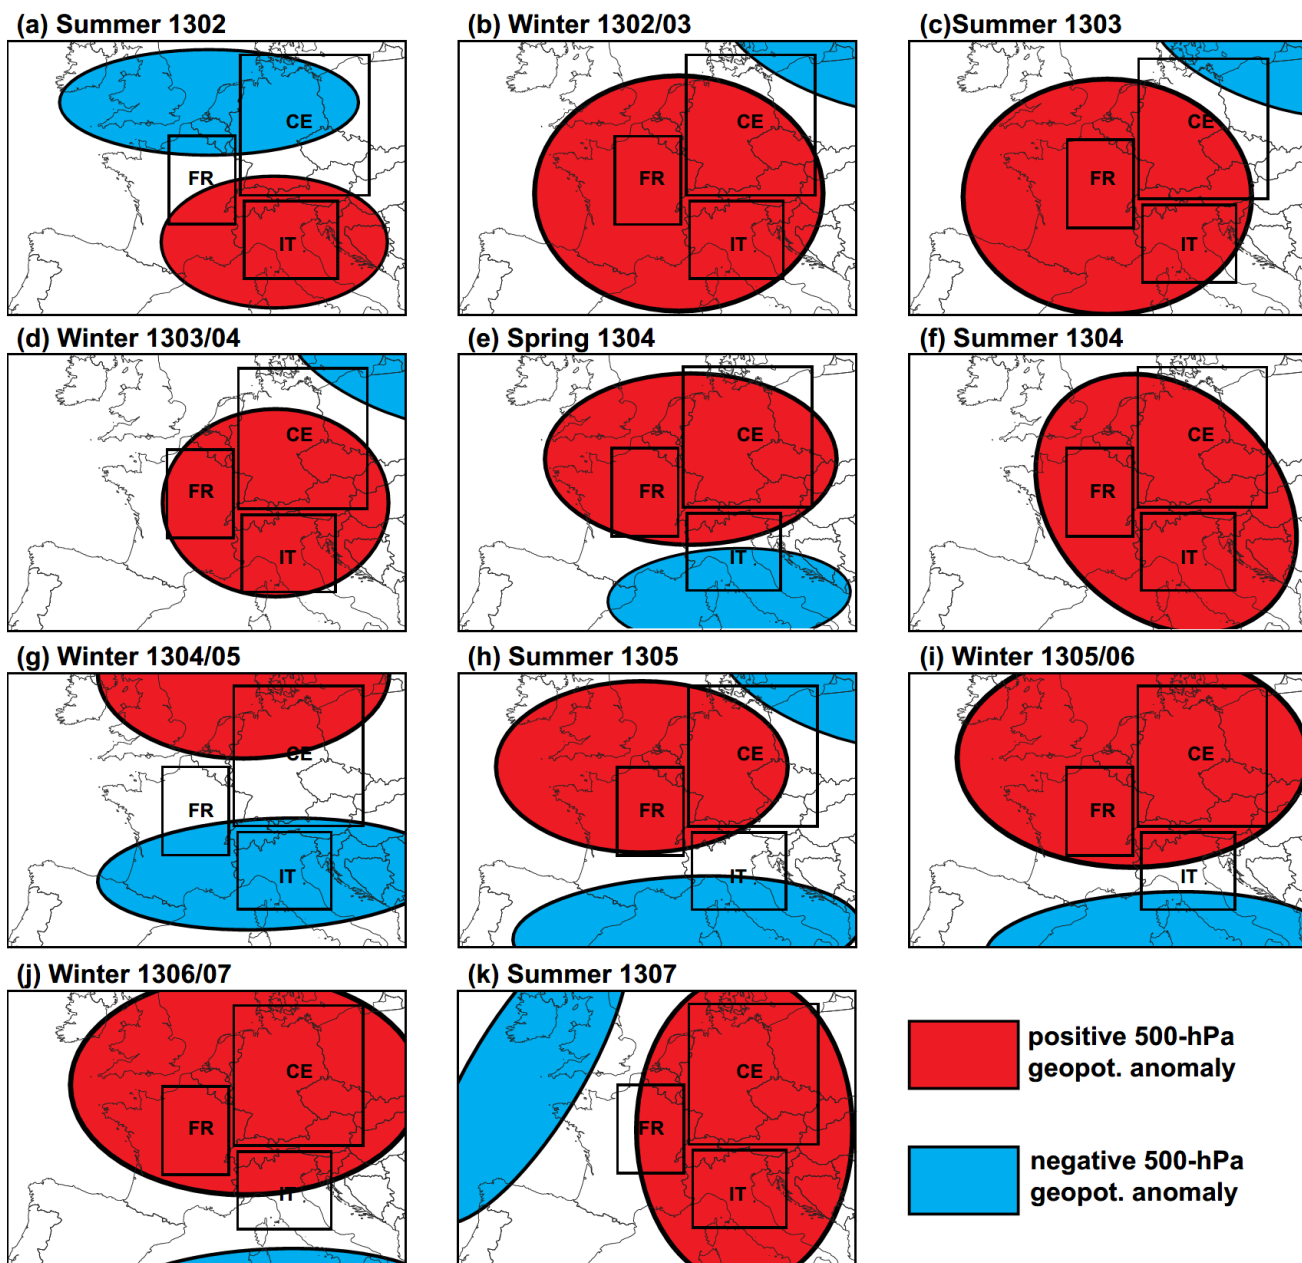 (a) Summer 1302
(b) Winter 1302/03
(c)Summer 1303
CE
FR
IT
CE
FR
IT
CE
FR
IT
(d) Winter 1303/04
(e) Spring 1304
(f) Summer 1304
CE
FR
IT
CE
FR
IT
CE
FR
IT
(g) Winter 1304/05
(h) Summer 1305
(i) Winter 1305/06
CE
FR
IT
CE
FR
IT
CE
FR
IT
(j) Winter 1306/07
(k) Summer 1307
CE
FR
IT
CE
FR
IT
positive 500-hPa
geopot. anomaly
negative 500-hPa
geopot. anomaly